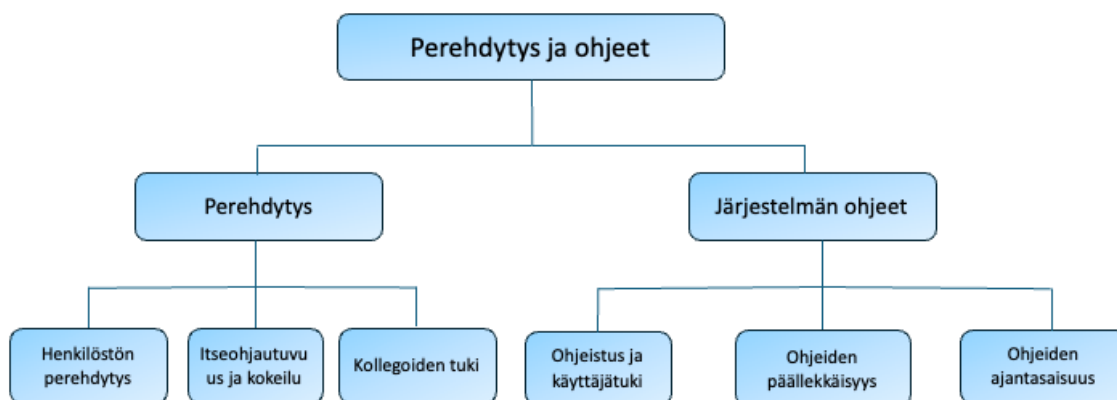 Perehdytys ja ohjeet
Perehdytys
Järjestelmän ohjeet
Henkilöstön
perehdytys
Itseohjautuvu
us ja kokeilu
Kollegoiden tuki
Ohjeistus ja
käyttäjätuki
Ohjeiden
päällekkäisyys
Ohjeiden
ajantasaisuus